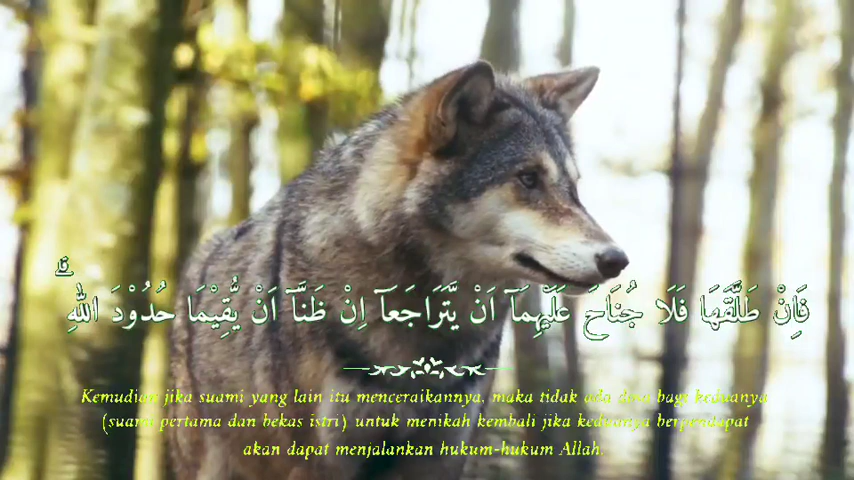 فَاِنْ طَلَّقَهَا فَلَا جُنَاحَ عَلَيْهِمَآ اَنْ يَّتَرَاجَعَآ اِنْ ظَنَّآ اَنْ يُّقِيْمَا حُدُوْدَ اللّٰهِ ۗ
Kemudian jika suami yang lain itu menceraikannya, maka tidak ada dosa bagi keduanya
(suami pertama dan bekas istri) untuk menikah kembali jika keduanya berpendapat
akan dapat menjalankan hukum-hukum Allah.